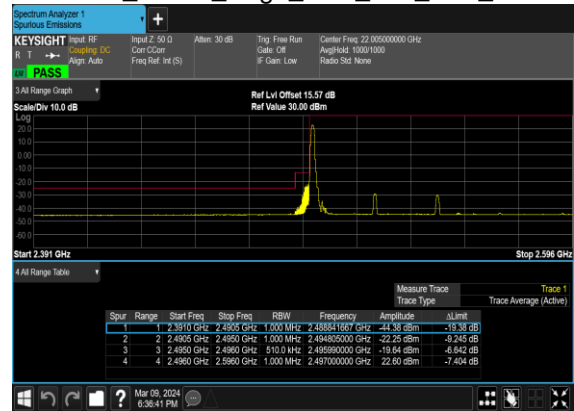 Spectrum Analyzer 1
Spurious Emissions
+
KEYSIGHT Input: RF Input Z: 50 Ω Atten: 30 dB Trig: Free Run Center Freq: 22.005000000 GHz
R T Coupling: DC Corr CCorr Gate: Off Avg|Hold: 1000/1000
Align: Auto Freq Ref: Int (S) IF Gain: Low Radio Std: None
PASS
3 All Range Graph Ref Lvl Offset 15.57 dB
Scale/Div 10.0 dB Ref Value 30.00 dBm
Log
20.0
10.0
0.00
-10.0
-20.0
-30.0
-40.0
-50.0
-60.0
Start 2.391 GHz Stop 2.596 GHz
4 All Range Table
Measure Trace Trace 1
Trace Type Trace Average (Active)
Spur Range Start Freq Stop Freq RBW Frequency Amplitude ΔLimit
1 1 2.3910 GHz 2.4905 GHz 1.000 MHz 2.488841667 GHz -44.38 dBm -19.38 dB
2 2 2.4905 GHz 2.4950 GHz 1.000 MHz 2.494805000 GHz -22.25 dBm -9.245 dB
3 3 2.4950 GHz 2.4960 GHz 510.0 kHz 2.495990000 GHz -19.64 dBm -6.642 dB
4 4 2.4960 GHz 2.5960 GHz 1.000 MHz 2.497000000 GHz 22.60 dBm -7.404 dB
? Mar 09, 2024
6:36:41 PM